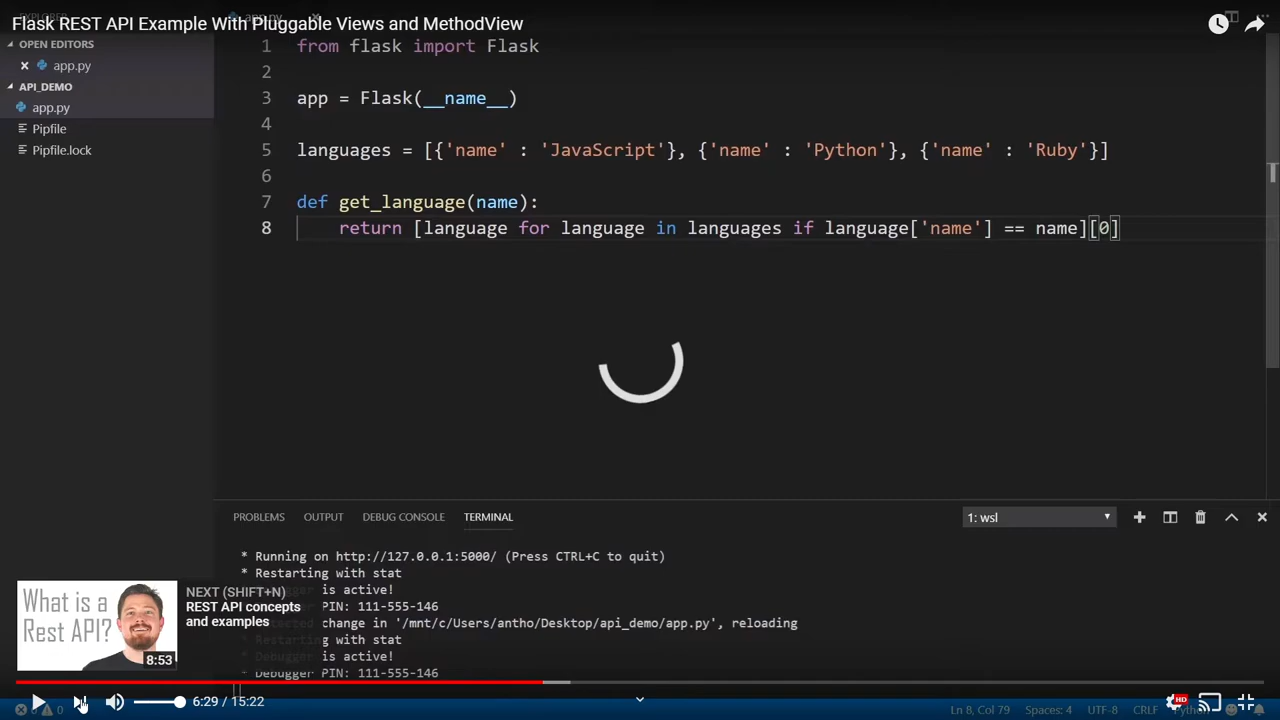 Flask REST API Example With Pluggable Views and MethodView
OPEN EDITORS
app.py
API_DEMO
app.py
Pipfile
Pipfile.lock
1 from flask import Flask
2
3 app = Flask(__name__)
4
5 languages = [{'name' : 'JavaScript'}, {'name' : 'Python'}, {'name' : 'Ruby'}]
6
7 def get_language(name):
8 return [language for language in languages if language['name'] == name][0]
PROBLEMS OUTPUT DEBUG CONSOLE TERMINAL 1: wsl
* Running on http://127.0.0.1:5000/ (Press CTRL+C to quit)
* Restarting with stat
is active!
PIN: 111-555-146
change in '/mnt/c/Users/antho/Desktop/api_demo/app.py', reloading
with stat
is active!
* Debugger PIN: 111-555-146
What is a
Rest API?
8:53
NEXT (SHIFT+N)
REST API concepts
and examples
6:29 / 15:22
HD
0 0 Ln 8, Col 79 Spaces: 4 UTF-8 CRLF Python